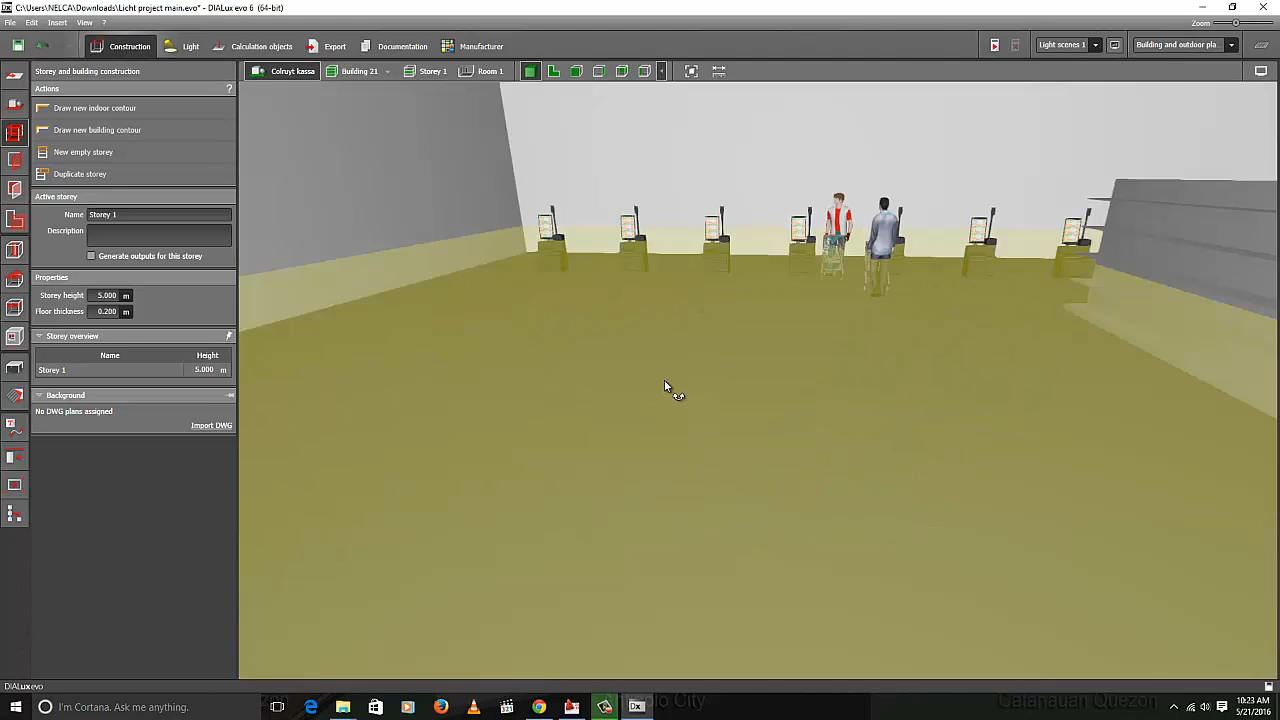 C:\Users\NELCA\Downloads\Licht project main.evo* - DIALux evo 6 (64-bit)
File Edit Insert View ?
Zoom
Construction Light Calculation objects Export Documentation Manufacturer
Light scenes 1 Building and outdoor pla...
Storey and building construction
Colruyt kassa Building 21 Storey 1 Room 1
Actions ?
Draw new indoor contour
Draw new building contour
New empty storey
Duplicate storey
Active storey
Name Storey 1
Description
Generate outputs for this storey
Properties
Storey height 5.000 m
Floor thickness 0.200 m
Storey overview
Name Height
Storey 1 5.000 m
Background
No DWG plans assigned
Import DWG
DIALux evo
I'm Cortana. Ask me anything.
10:23 AM
5/21/2016